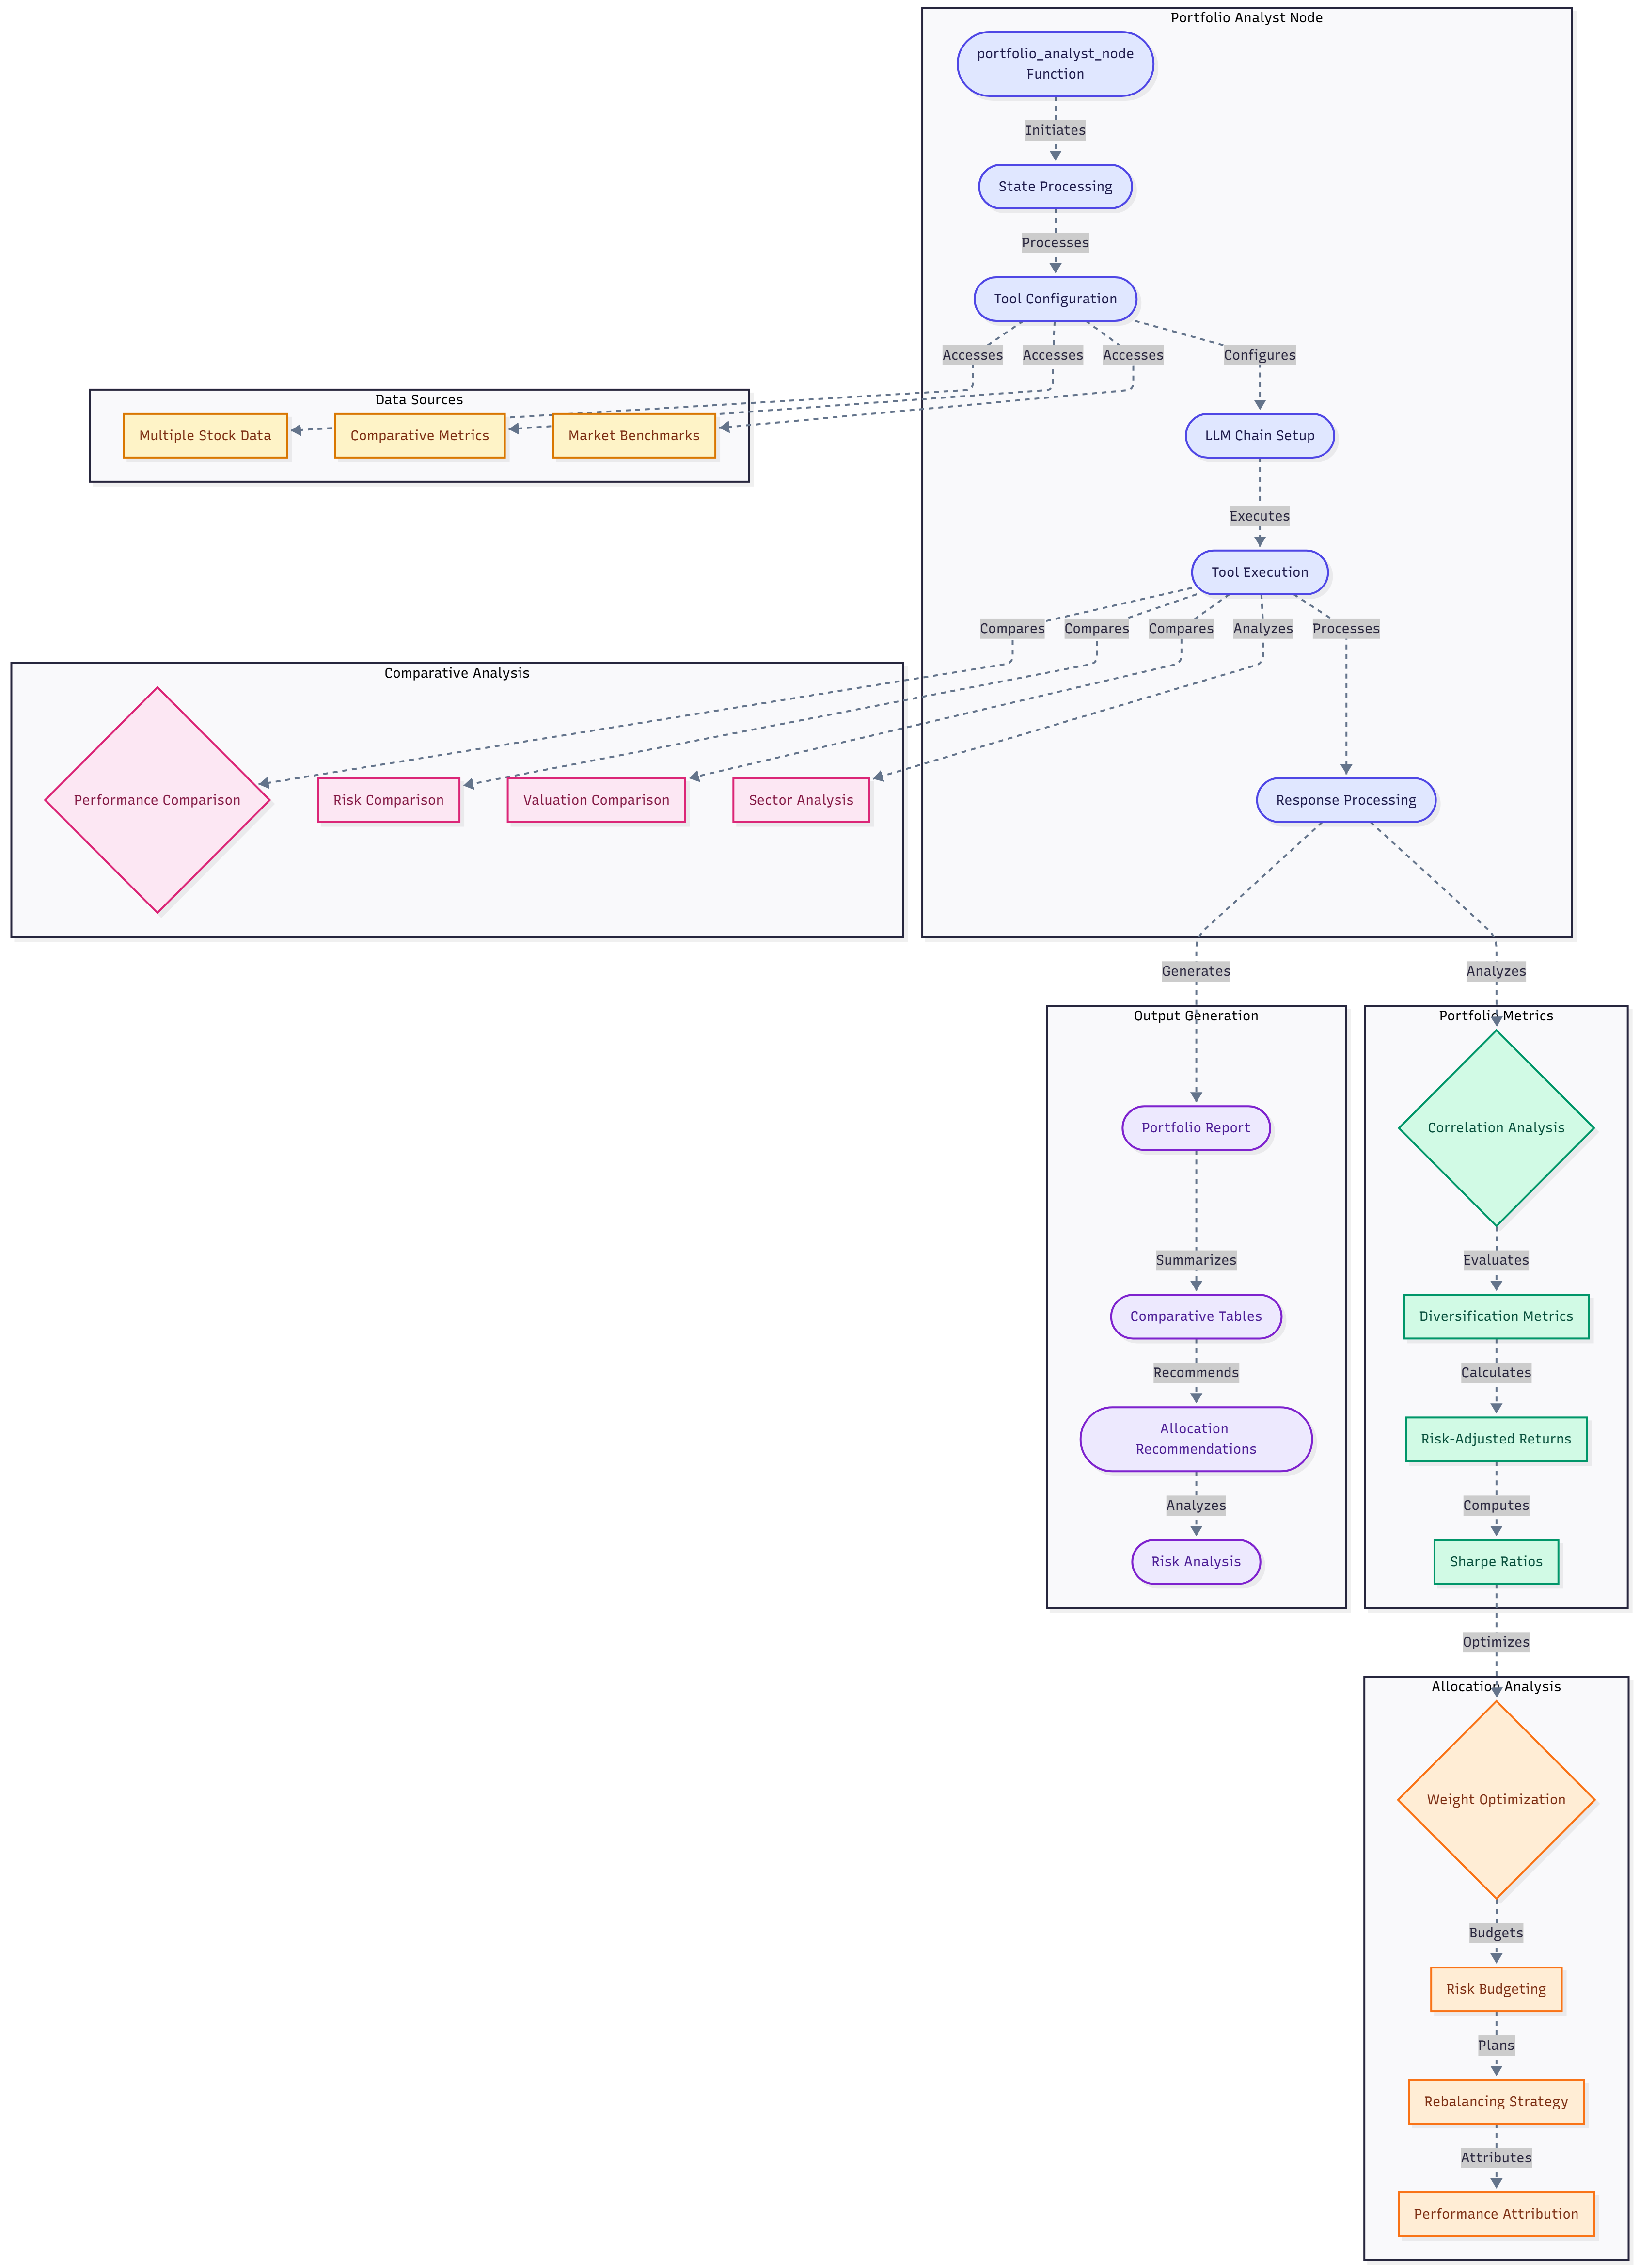 Portfolio Analyst Node
portfolio_analyst_node
Function
Initiates
State Processing
Processes
Tool Configuration
Accesses
Accesses
Accesses
Configures
Data Sources
Multiple Stock Data
Comparative Metrics
Market Benchmarks
LLM Chain Setup
Executes
Tool Execution
Compares
Compares
Compares
Analyzes
Processes
Comparative Analysis
Performance Comparison
Risk Comparison
Valuation Comparison
Sector Analysis
Response Processing
Generates
Analyzes
Output Generation
Portfolio Report
Summarizes
Comparative Tables
Recommends
Allocation
Recommendations
Analyzes
Risk Analysis
Portfolio Metrics
Correlation Analysis
Evaluates
Diversification Metrics
Calculates
Risk-Adjusted Returns
Computes
Sharpe Ratios
Optimizes
Allocation Analysis
Weight Optimization
Budgets
Risk Budgeting
Plans
Rebalancing Strategy
Attributes
Performance Attribution